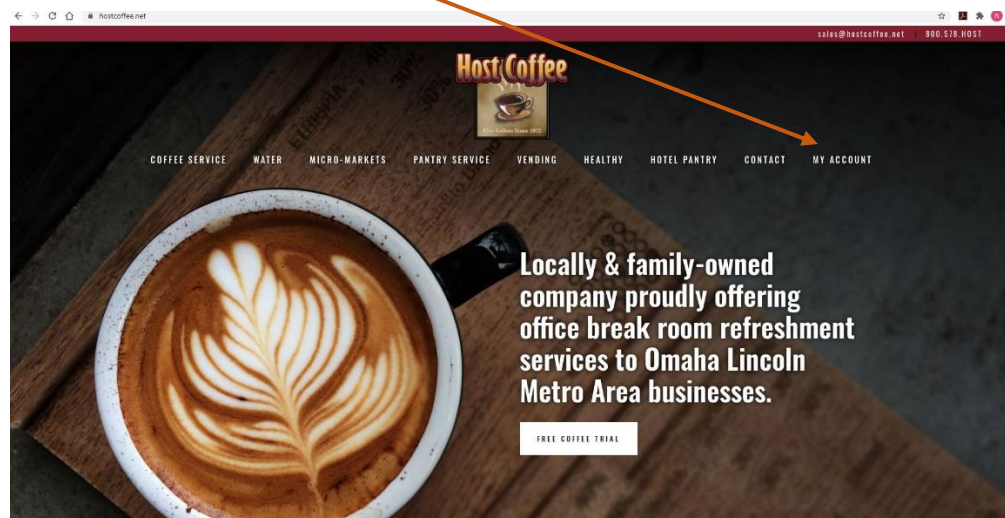 hostcoffee.net
sales@hostcoffee.net | 800.578.HOST
Host Coffee
COFFEE SERVICE WATER MICRO-MARKETS PANTRY SERVICE VENDING HEALTHY HOTEL PANTRY CONTACT MY ACCOUNT
Locally & family-owned
company proudly offering
office break room refreshment
services to Omaha Lincoln
Metro Area businesses.
FREE COFFEE TRIAL